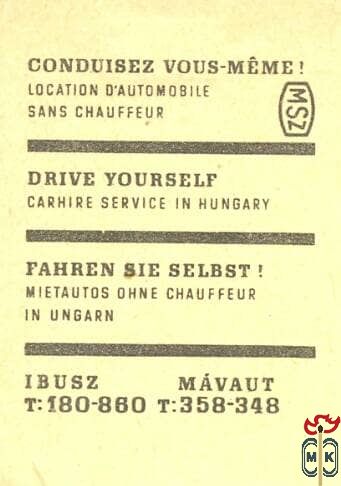 CONDUISEZ VOUS-MÊME!
LOCATION D'AUTOMOBILE
SANS CHAUFFEUR
MSZ
DRIVE YOURSELF
CARHIRE SERVICE IN HUNGARY
FAHREN SIE SELBST!
MIETAUTOS OHNE CHAUFFEUR
IN UNGARN
IBUSZ MÁVAUT
T:180-860 T:358-348
M K